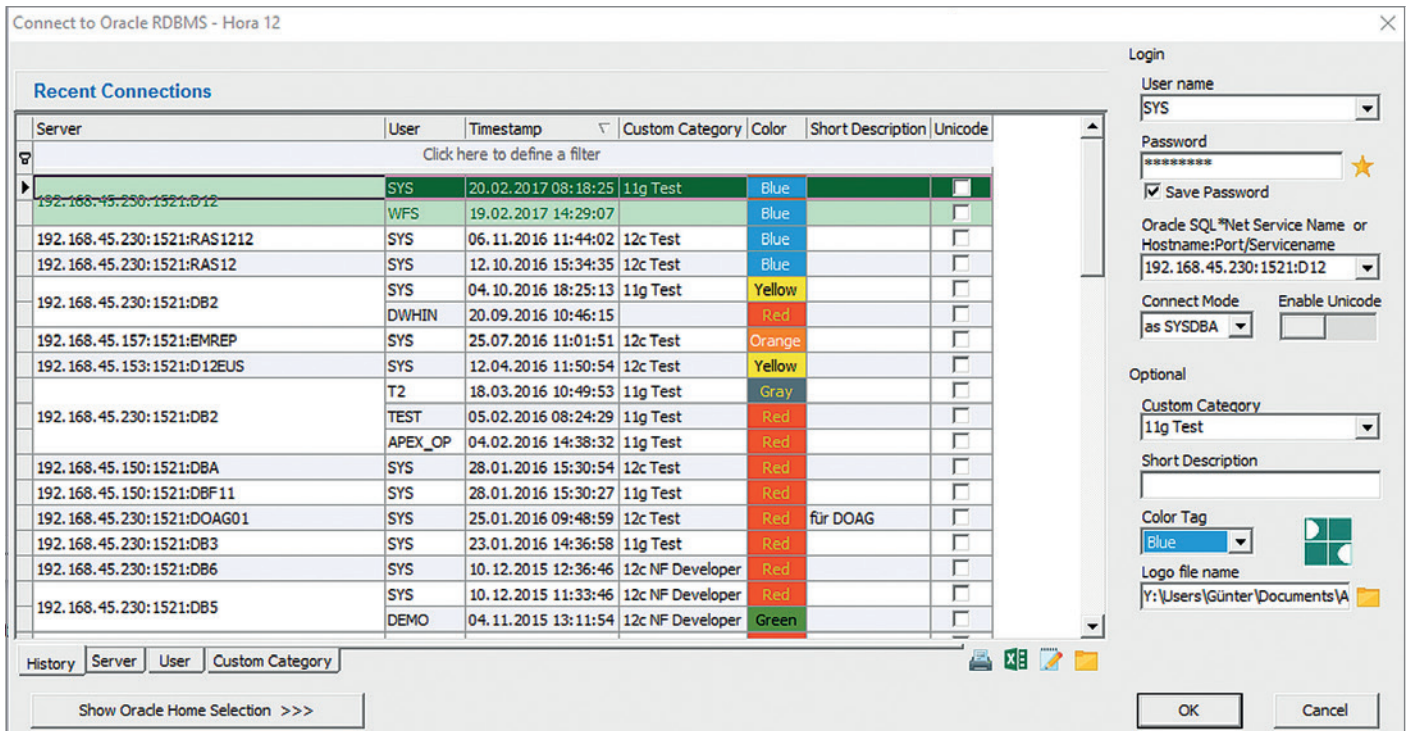 Connect to Oracle RDBMS - Hora 12
Recent Connections
Server User Timestamp Custom Category Color Short Description Unicode
Click here to define a filter
192.168.45.230:1521:D12 SYS 20.02.2017 08:18:25 11g Test Blue
WFS 19.02.2017 14:29:07 Blue
192.168.45.230:1521:RAS1212 SYS 06.11.2016 11:44:02 12c Test Blue
192.168.45.230:1521:RAS12 SYS 12.10.2016 15:34:35 12c Test Blue
192.168.45.230:1521:DB2 SYS 04.10.2016 18:25:13 11g Test Yellow
DWHIN 20.09.2016 10:46:15 Red
192.168.45.157:1521:EMREP SYS 25.07.2016 11:01:51 12c Test Orange
192.168.45.153:1521:D12EUS SYS 12.04.2016 11:50:54 12c Test Yellow
192.168.45.230:1521:DB2 T2 18.03.2016 10:49:53 11g Test Gray
TEST 05.02.2016 08:24:29 11g Test Red
APEX_OP 04.02.2016 14:38:32 11g Test Red
192.168.45.150:1521:DBA SYS 28.01.2016 15:30:54 12c Test Red
192.168.45.150:1521:DBF11 SYS 28.01.2016 15:30:27 11g Test Red
192.168.45.230:1521:DOAG01 SYS 25.01.2016 09:48:59 12c Test Red für DOAG
192.168.45.230:1521:DB3 SYS 23.01.2016 14:36:58 11g Test Red
192.168.45.230:1521:DB6 SYS 10.12.2015 12:36:46 12c NF Developer Red
192.168.45.230:1521:DB5 SYS 10.12.2015 11:33:46 12c NF Developer Red
DEMO 04.11.2015 13:11:54 12c NF Developer Green
History Server User Custom Category
Show Oracle Home Selection >>>
Login
User name
SYS
Password
********
Save Password
Oracle SQL*Net Service Name or
Hostname:Port/Servicename
192.168.45.230:1521:D12
Connect Mode Enable Unicode
as SYSDBA
Optional
Custom Category
11g Test
Short Description
Color Tag
Blue
Logo file name
Y:\Users\Günter\Documents\A
OK Cancel